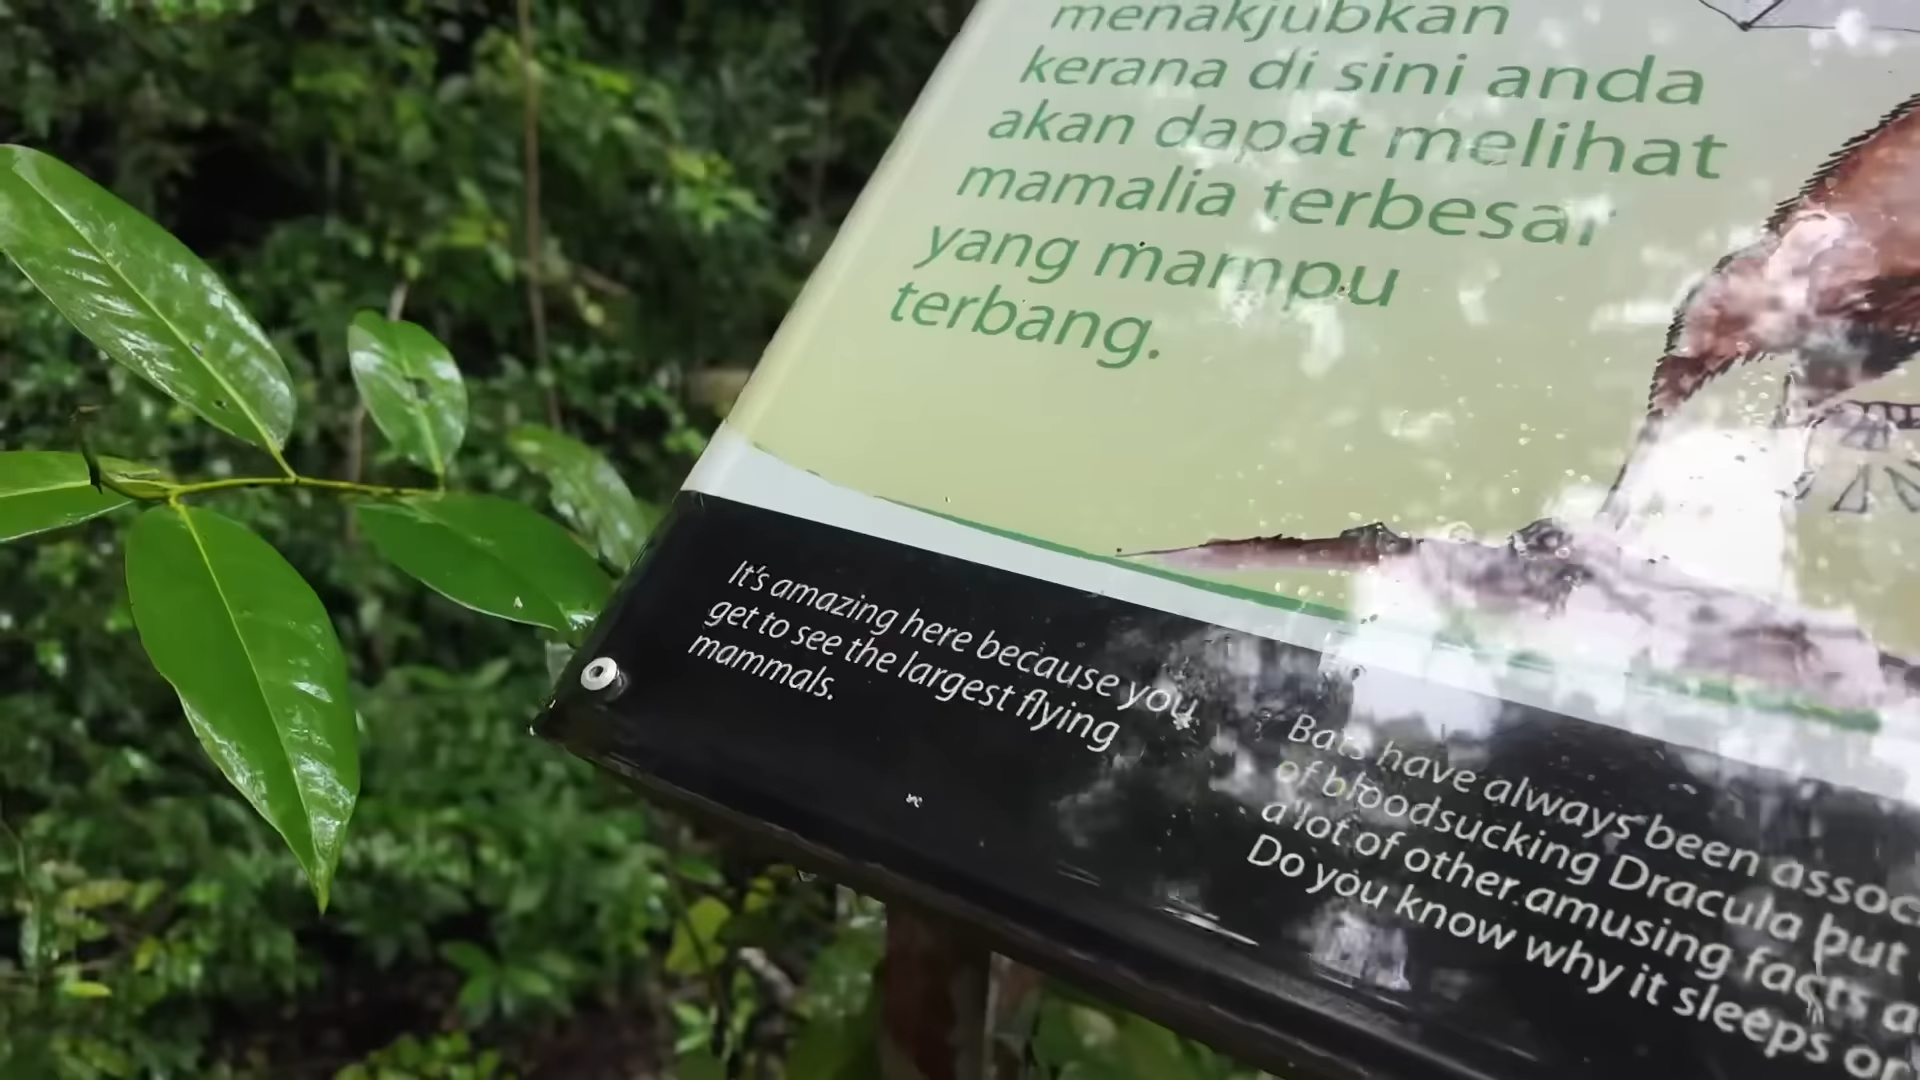 menakjubkan
kerana di sini anda
akan dapat melihat
mamalia terbesar
yang mampu
terbang.
It's amazing here because you
get to see the largest flying
mammals.
Bats have always been
of bloodsucking Dracula but
a lot of other amusing facts
Do you know why it sleeps